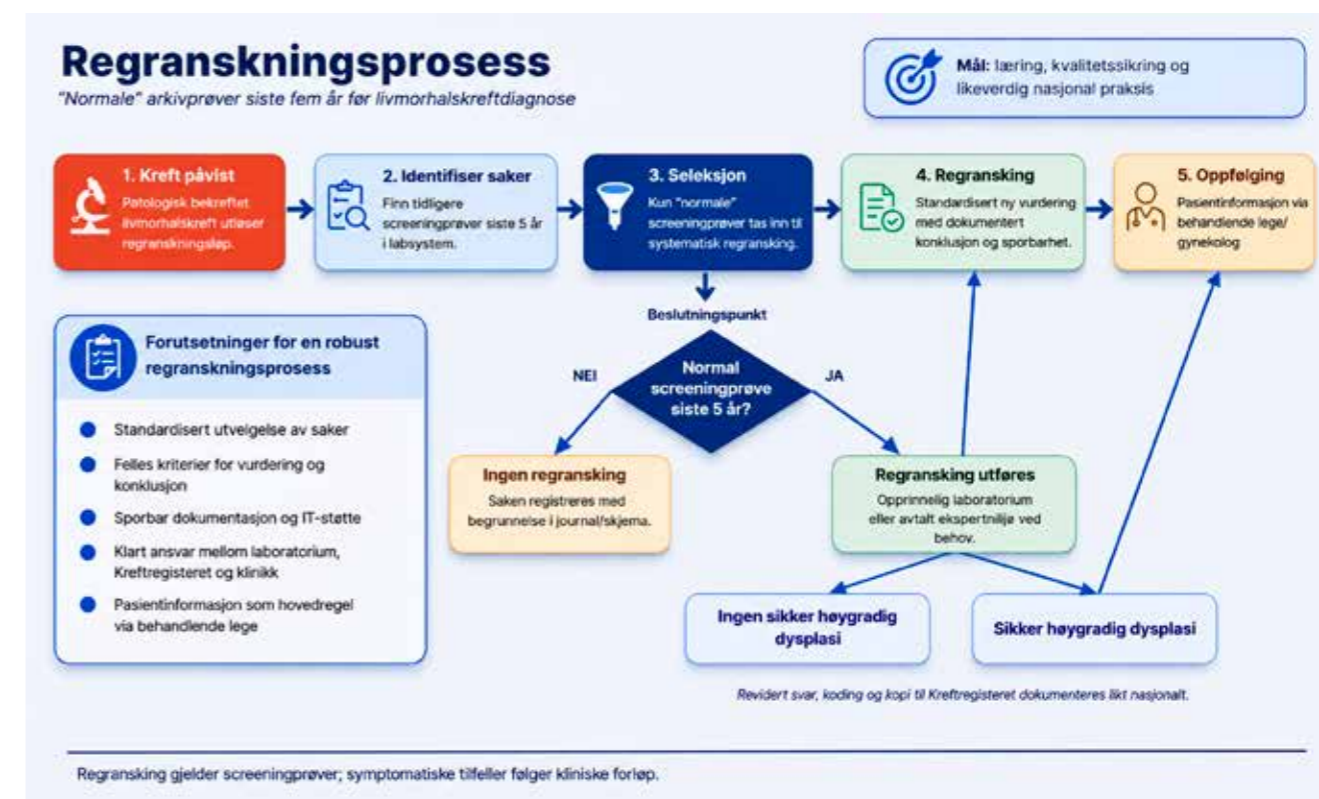 Regranskningsprosess
"Normale" arkivprøver siste fem år før livmorhalskreftdiagnose
Mål: læring, kvalitetssikring og
likeverdig nasjonal praksis
1. Kreft påvist
Patologisk bekreftet
livmorhalskreft utløser
regranskningsløp.
2. Identifiser saker
Finn tidligere
screeningprøver siste 5 år
i labsystem.
3. Seleksjon
Kun "normale"
screeningprøver tas inn til
systematisk regransking.
4. Regransking
Standardisert ny vurdering
med dokumentert
konklusjon og sporbarhet.
5. Oppfølging
Pasientinformasjon via
behandlende lege/
gynekolog
Beslutningspunkt
Normal
screeningprøve
siste 5 år?
NEI
JA
Ingen regransking
Saken registreres med
begrunnelse i journal/skjema.
Regransking utføres
Opprinnelig laboratorium
eller avtalt ekspertmiljø ved
behov.
Ingen sikker høygradig
dysplasi
Sikker høygradig dysplasi
Revidert svar, koding og kopi til Kreftregisteret dokumenteres likt nasjonalt.
Forutsetninger for en robust
regranskningsprosess
Standardisert utvelgelse av saker
Felles kriterier for vurdering og
konklusjon
Sporbar dokumentasjon og IT-støtte
Klart ansvar mellom laboratorium,
Kreftregisteret og klinikk
Pasientinformasjon som hovedregel
via behandlende lege
Regransking gjelder screeningprøver; symptomatiske tilfeller følger kliniske forløp.